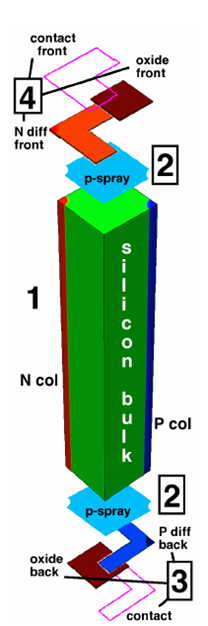 contact
front
oxide
front
4
N diff
front
p-spray
2
1
silicon bulk
N col
P col
p-spray
2
P diff
back
oxide
back
3
contact